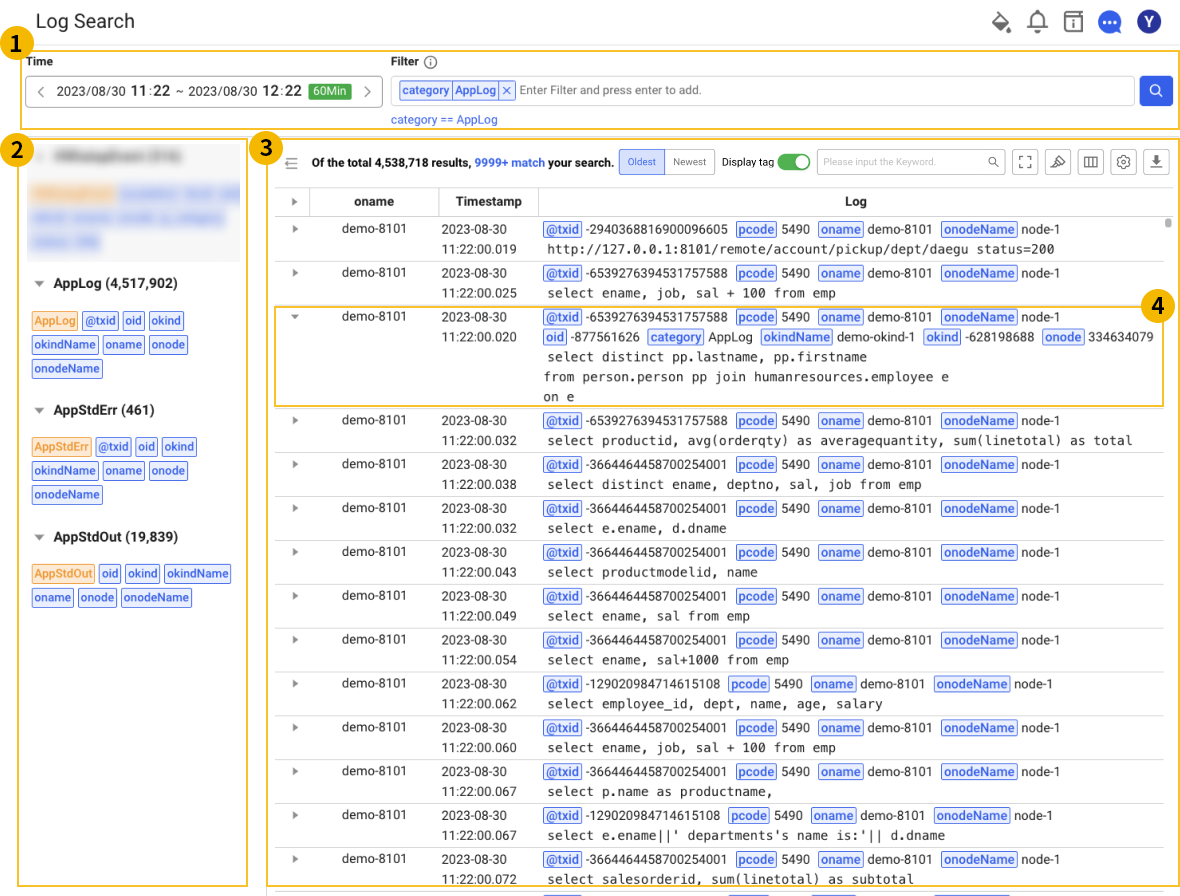 Log Search
Y
1
Time
Filter
2023/08/30 11:22 ~ 2023/08/30 12:22 60Min
category AppLog × Enter Filter and press enter to add.
category == AppLog
2
AppLog (4,517,902)
AppLog @txid oid okind
okindName oname onode
onodeName
AppStdErr (461)
AppStdErr @txid oid okind
okindName oname onode
onodeName
AppStdOut (19,839)
AppStdOut oid okind okindName
oname onode onodeName
3
Of the total 4,538,718 results, 9999+ match your search. Oldest Newest Display tag Please input the Keyword.
oname Timestamp Log
demo-8101 2023-08-30 @txid -2940368816900096605 pcode 5490 oname demo-8101 onodeName node-1
11:22:00.019 http://127.0.0.1:8101/remote/account/pickup/dept/daegu status=200
demo-8101 2023-08-30 @txid -6539276394531757588 pcode 5490 oname demo-8101 onodeName node-1
11:22:00.025 select ename, job, sal + 100 from emp
4
demo-8101 2023-08-30 @txid -6539276394531757588 pcode 5490 oname demo-8101 onodeName node-1
11:22:00.020 oid -877561626 category AppLog okindName demo-okind-1 okind -628198688 onode 334634079
select distinct pp.lastname, pp.firstname
from person.person pp join humanresources.employee e
on e
demo-8101 2023-08-30 @txid -6539276394531757588 pcode 5490 oname demo-8101 onodeName node-1
11:22:00.032 select productid, avg(orderqty) as averagequantity, sum(linetotal) as total
demo-8101 2023-08-30 @txid -3664464458700254001 pcode 5490 oname demo-8101 onodeName node-1
11:22:00.038 select distinct ename, deptno, sal, job from emp
demo-8101 2023-08-30 @txid -3664464458700254001 pcode 5490 oname demo-8101 onodeName node-1
11:22:00.032 select e.ename, d.dname
demo-8101 2023-08-30 @txid -3664464458700254001 pcode 5490 oname demo-8101 onodeName node-1
11:22:00.043 select productmodelid, name
demo-8101 2023-08-30 @txid -3664464458700254001 pcode 5490 oname demo-8101 onodeName node-1
11:22:00.049 select ename, sal from emp
demo-8101 2023-08-30 @txid -3664464458700254001 pcode 5490 oname demo-8101 onodeName node-1
11:22:00.054 select ename, sal+1000 from emp
demo-8101 2023-08-30 @txid -129020984714615108 pcode 5490 oname demo-8101 onodeName node-1
11:22:00.062 select employee_id, dept, name, age, salary
demo-8101 2023-08-30 @txid -3664464458700254001 pcode 5490 oname demo-8101 onodeName node-1
11:22:00.060 select ename, job, sal + 100 from emp
demo-8101 2023-08-30 @txid -3664464458700254001 pcode 5490 oname demo-8101 onodeName node-1
11:22:00.067 select p.name as productname,
demo-8101 2023-08-30 @txid -129020984714615108 pcode 5490 oname demo-8101 onodeName node-1
11:22:00.067 select e.ename||' departments's name is:'|| d.dname
demo-8101 2023-08-30 @txid -3664464458700254001 pcode 5490 oname demo-8101 onodeName node-1
11:22:00.072 select salesorderid, sum(linetotal) as subtotal